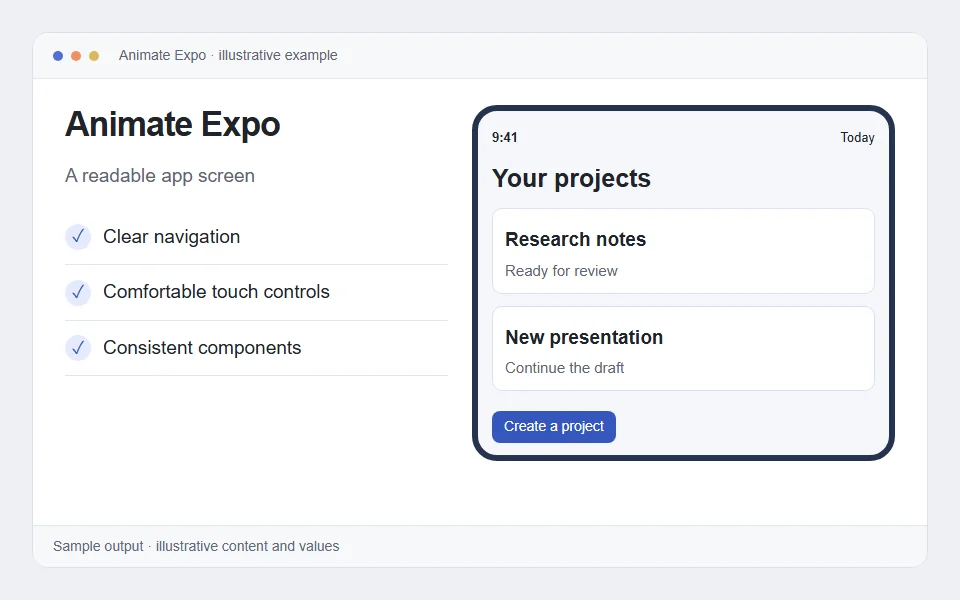 Animate Expo · illustrative example
Animate Expo
A readable app screen
✓ Clear navigation
✓ Comfortable touch controls
✓ Consistent components
9:41 Today
Your projects
Research notes
Ready for review
New presentation
Continue the draft
Create a project
Sample output · illustrative content and values